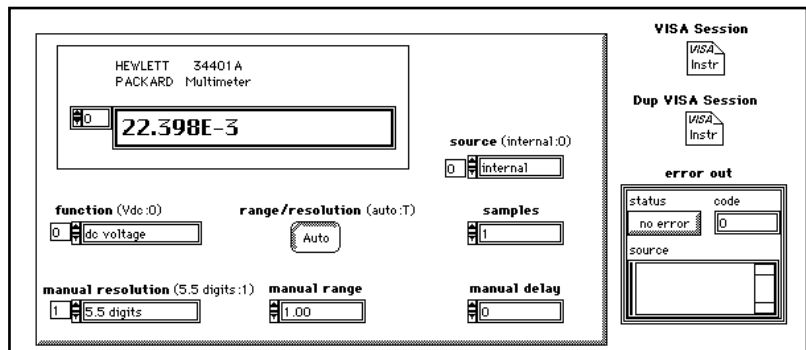 HEWLETT 34401A
PACKARD Multimeter
0
22.398E-3
source (internal:0)
0 internal
function (Vdc:0)
0 dc voltage
range/resolution (auto:T)
Auto
samples
1
manual resolution (5.5 digits:1)
1 5.5 digits
manual range
1.00
manual delay
0
VISA Session
VISA
Instr
Dup VISA Session
VISA
Instr
error out
status
no error
code
0
source